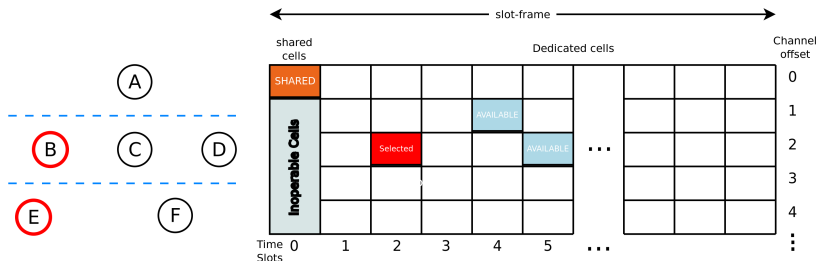 slot-frame
shared
cells
Dedicated cells
Channel
offset
A
B
C
D
E
F
SHARED
Inoperable Cells
AVAILABLE
Selected
AVAILABLE
...
0
1
2
3
4
...
Time
Slots
0
1
2
3
4
5
...